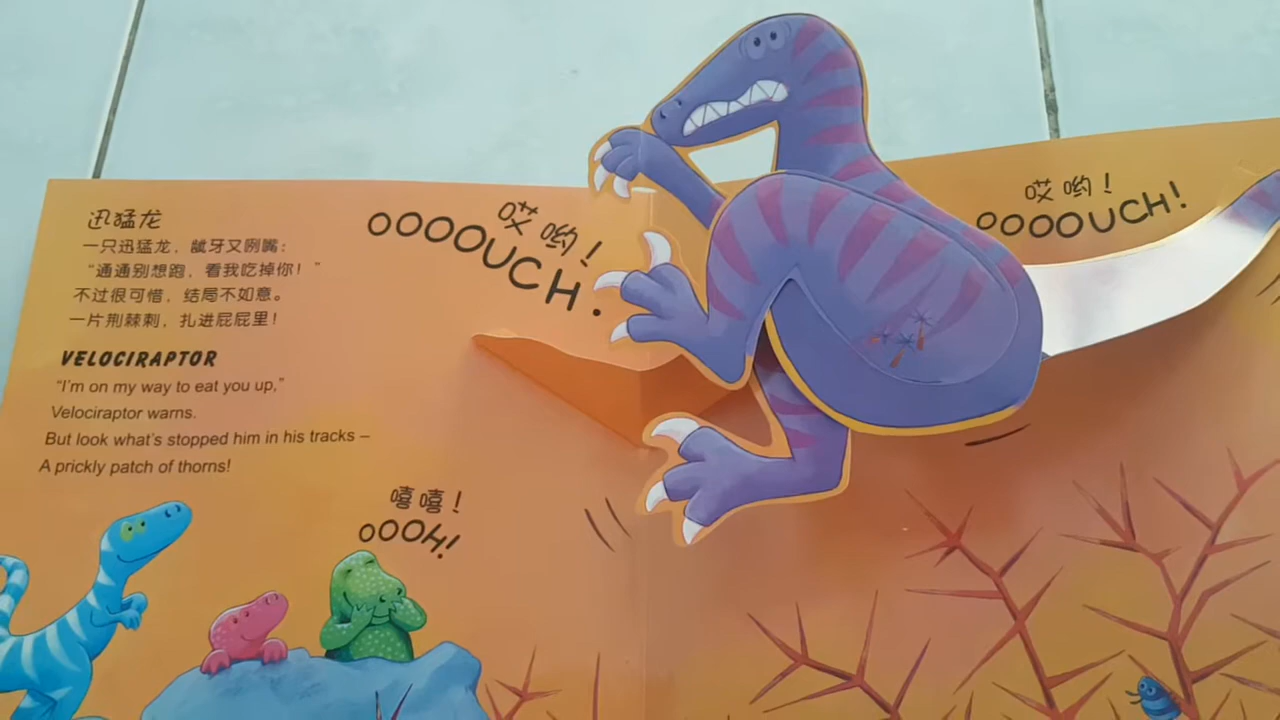 迅猛龙
一只迅猛龙，龇牙又咧嘴：
“通通别想跑，看我吃掉你！”
不过很可惜，结局不如意。
一片荆棘刺，扎进屁屁里！
VELOCIRAPTOR
“I’m on my way to eat you up,”
Velociraptor warns.
But look what’s stopped him in his tracks –
A prickly patch of thorns!
哎哟！
OOOOUCH!
哎哟！
OOOOUCH!
嘻嘻！
OOOH!